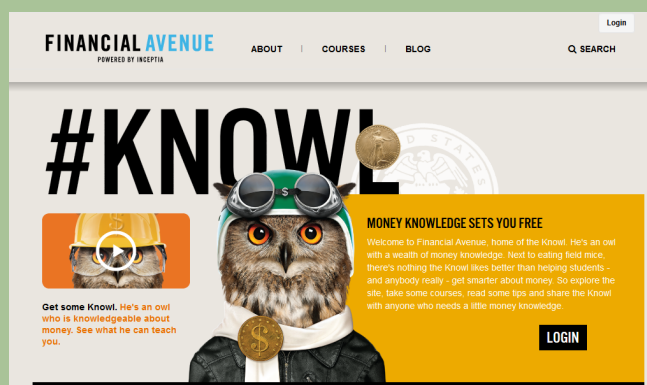 Login
FINANCIAL AVENUE
POWERED BY INCEPTIA
ABOUT | COURSES | BLOG
SEARCH
#KNOWL
D STATES
$
MONEY KNOWLEDGE SETS YOU FREE
Welcome to Financial Avenue, home of the Knowl. He's an owl
with a wealth of money knowledge. Next to eating field mice,
there's nothing the Knowl likes better than helping students -
and anybody really - get smarter about money. So explore the
site, take some courses, read some tips and share the Knowl
with anyone who needs a little money knowledge.
LOGIN
$
Get some Knowl. He's an owl
who is knowledgeable about
money. See what he can teach
you.
$